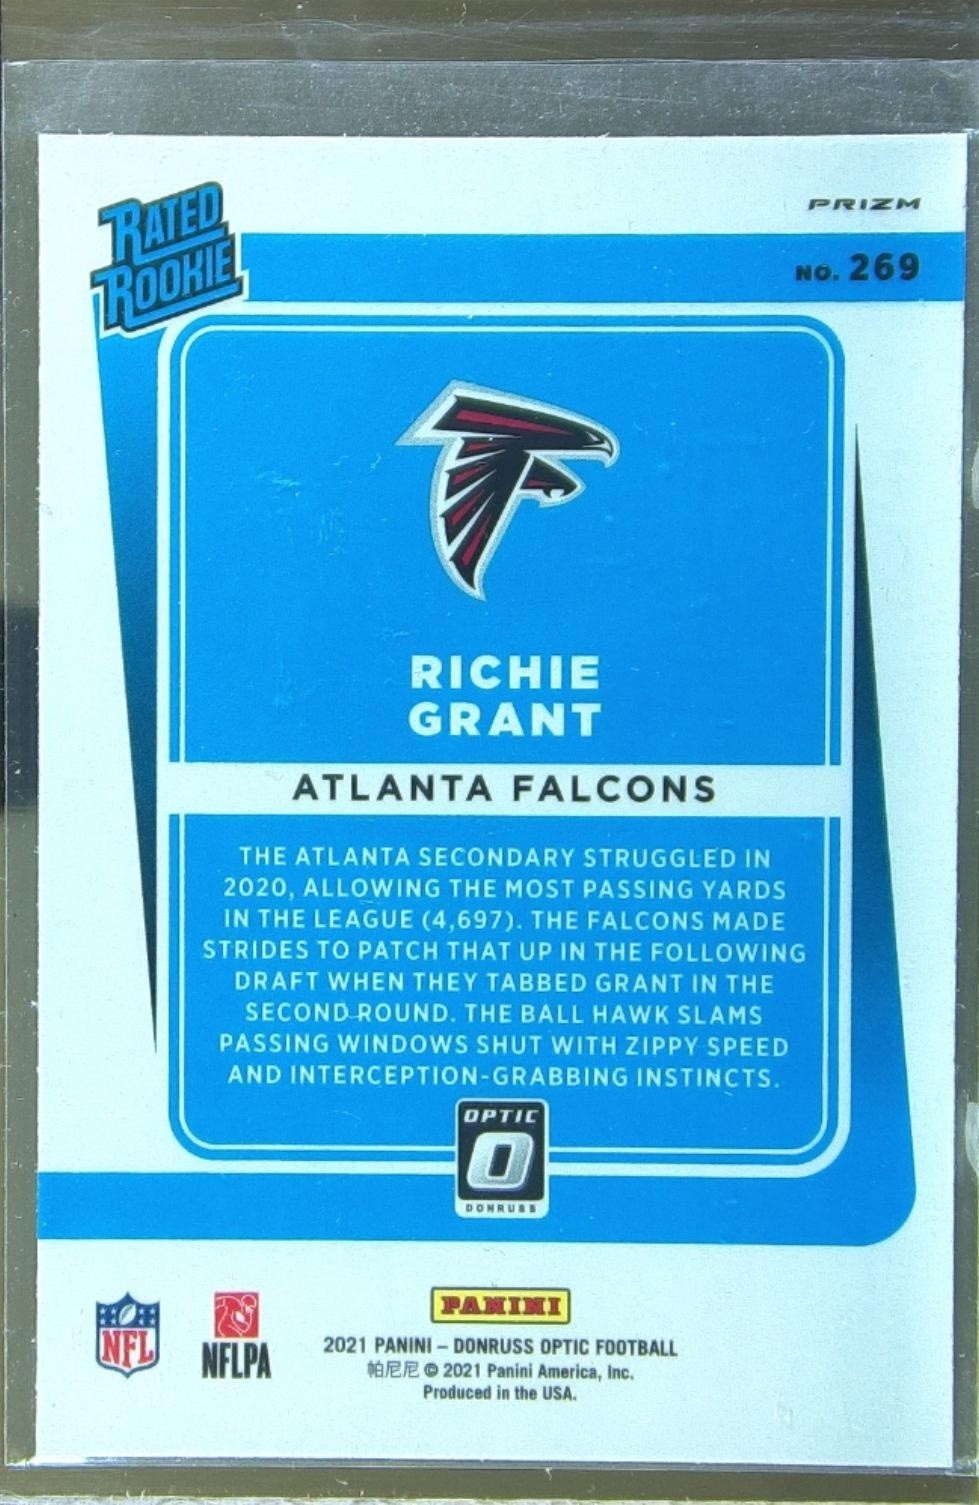 RATED
ROOKIE
PRIZM
NO. 269
RICHIE
GRANT
ATLANTA FALCONS
THE ATLANTA SECONDARY STRUGGLED IN
2020, ALLOWING THE MOST PASSING YARDS
IN THE LEAGUE (4,697). THE FALCONS MADE
STRIDES TO PATCH THAT UP IN THE FOLLOWING
DRAFT WHEN THEY TABBED GRANT IN THE
SECOND ROUND. THE BALL HAWK SLAMS
PASSING WINDOWS SHUT WITH ZIPPY SPEED
AND INTERCEPTION-GRABBING INSTINCTS.
OPTIC
O
DONRUSS
NFL
NFLPA
PANINI
2021 PANINI – DONRUSS OPTIC FOOTBALL
帕尼尼 © 2021 Panini America, Inc.
Produced in the USA.